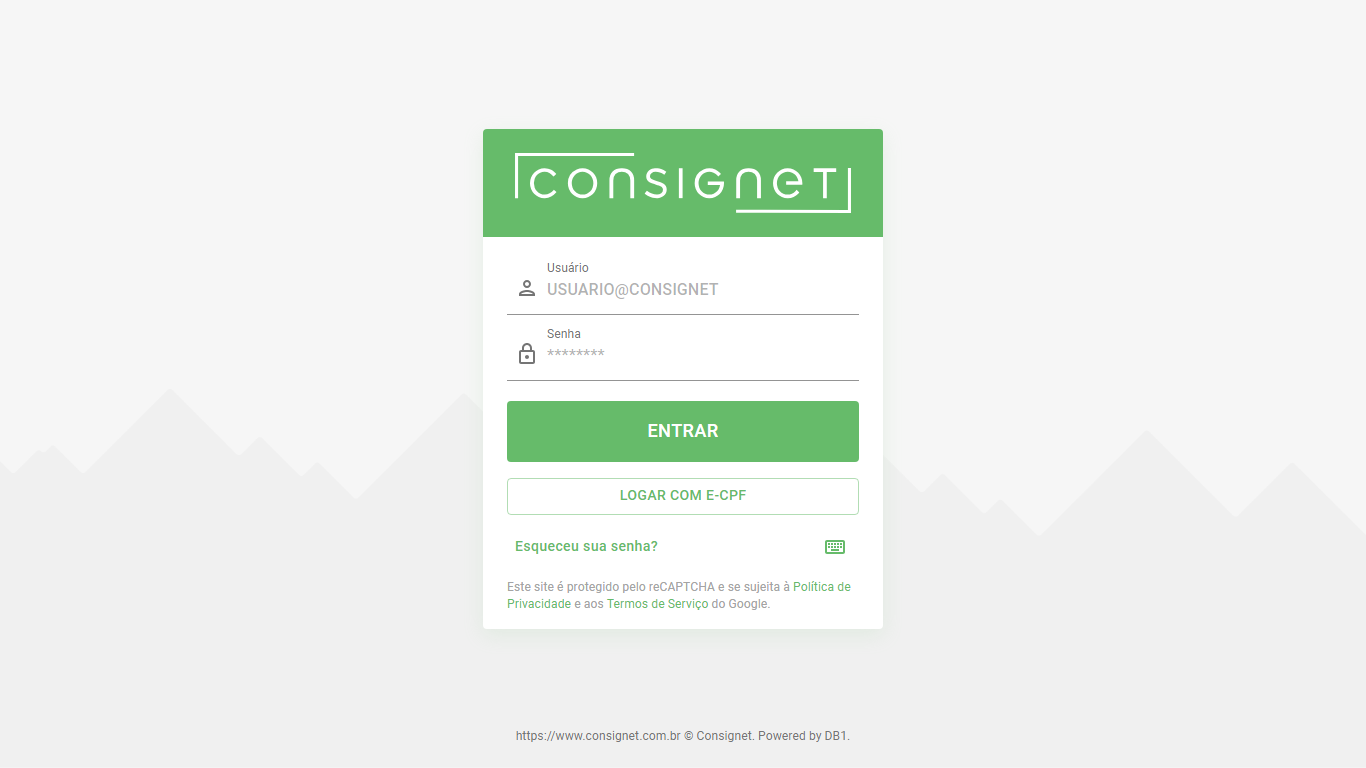 CONSIGNET
Usuário
USUARIO@CONSIGNET
Senha
********
ENTRAR
LOGAR COM E-CPF
Esqueceu sua senha?
Este site é protegido pelo reCAPTCHA e se sujeita à Política de
Privacidade e aos Termos de Serviço do Google.
https://www.consignet.com.br © Consignet. Powered by DB1.